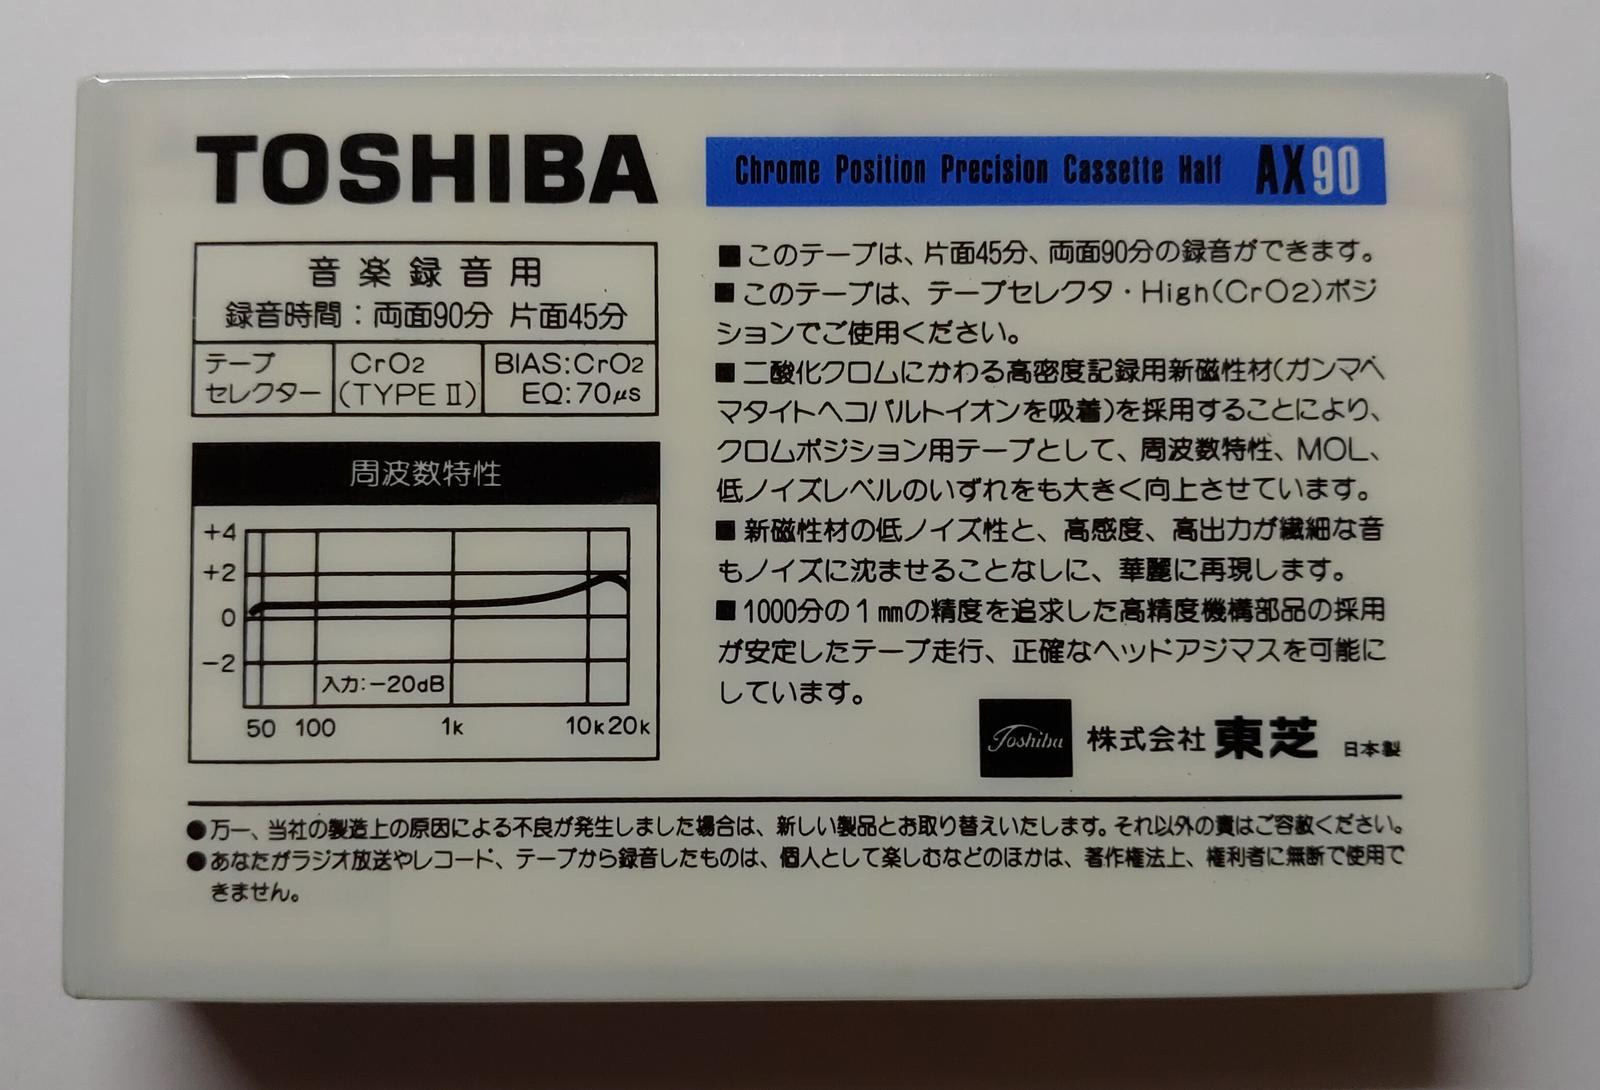 TOSHIBA
Chrome Position Precision Cassette Half AX90
音楽録音用
録音時間：両面90分 片面45分
テープ
セレクター
CrO2
(TYPE II)
BIAS:CrO2
EQ:70μs
周波数特性
+4
+2
0
-2
入力:-20dB
50 100 1k 10k 20k
■このテープは、片面45分、両面90分の録音ができます。
■このテープは、テープセレクタ・High(CrO2)ポジ
ションでご使用ください。
■二酸化クロムにかわる高密度記録用新磁性材(ガンマヘ
マタイトヘコバルトイオンを吸着)を採用することにより、
クロムポジション用テープとして、周波数特性、MOL、
低ノイズレベルのいずれをも大きく向上させています。
■新磁性材の低ノイズ性と、高感度、高出力が繊細な音
もノイズに沈ませることなしに、華麗に再現します。
■1000分の1㎜の精度を追求した高精度機構部品の採用
が安定したテープ走行、正確なヘッドアジマスを可能に
しています。
Toshiba 株式会社 東芝 日本製
●万一、当社の製造上の原因による不良が発生しました場合は、新しい製品とお取り替えいたします。それ以外の責はご容赦ください。
●あなたがラジオ放送やレコード、テープから録音したものは、個人として楽しむなどのほかは、著作権法上、権利者に無断で使用で
きません。